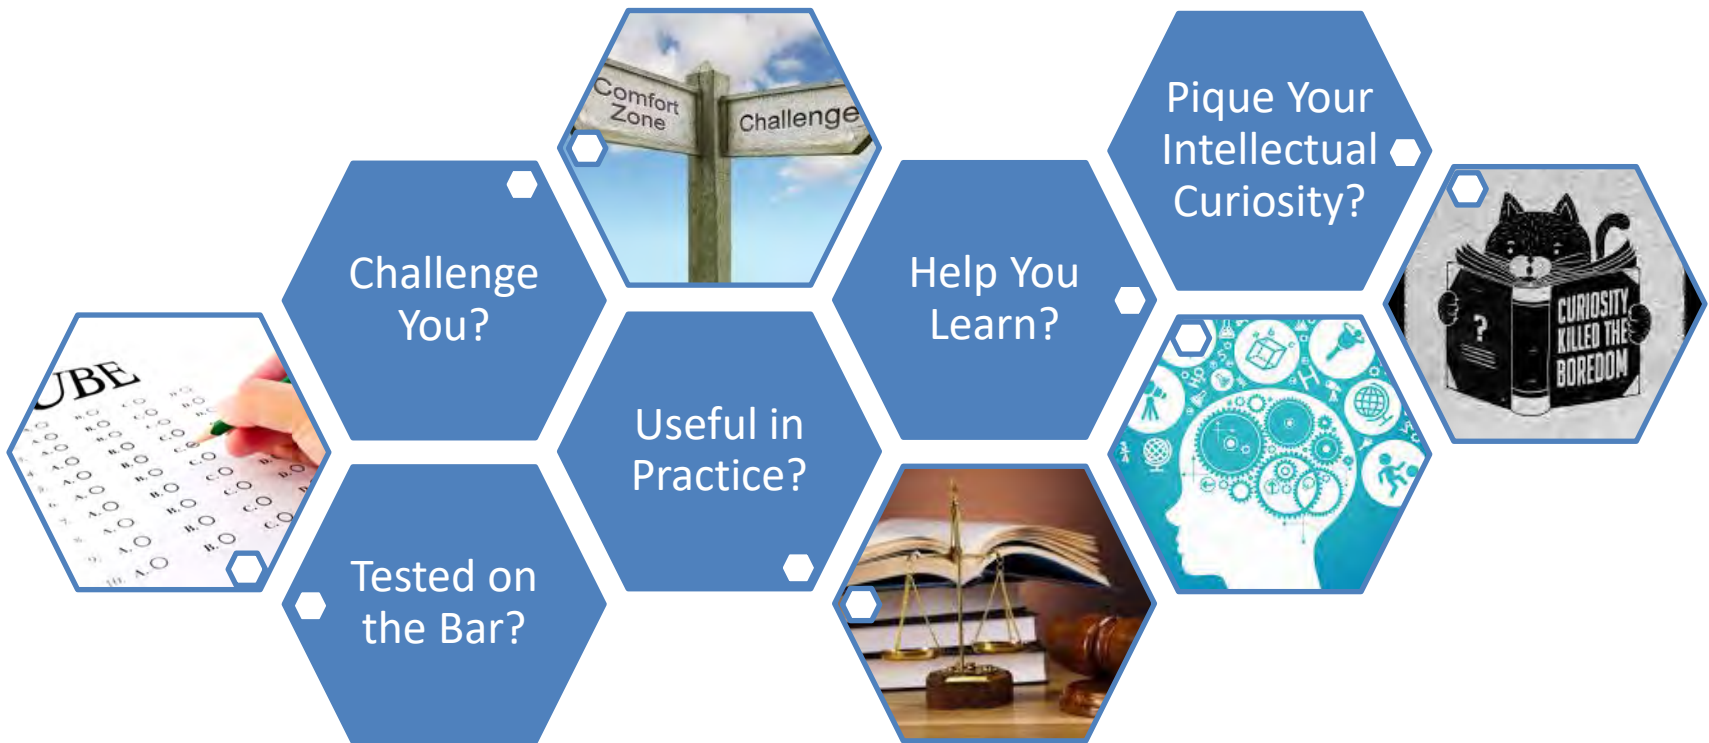 Comfort
Zone
Challenge
Pique Your
Intellectual
Curiosity?
Challenge
You?
Help You
Learn?
?
CURIOSITY
KILLED THE
BOREDOM
UBE
Useful in
Practice?
Tested on
the Bar?